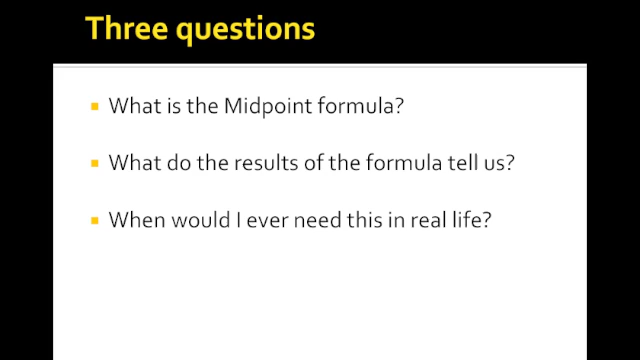 Three questions
What is the Midpoint formula?
What do the results of the formula tell us?
When would I ever need this in real life?